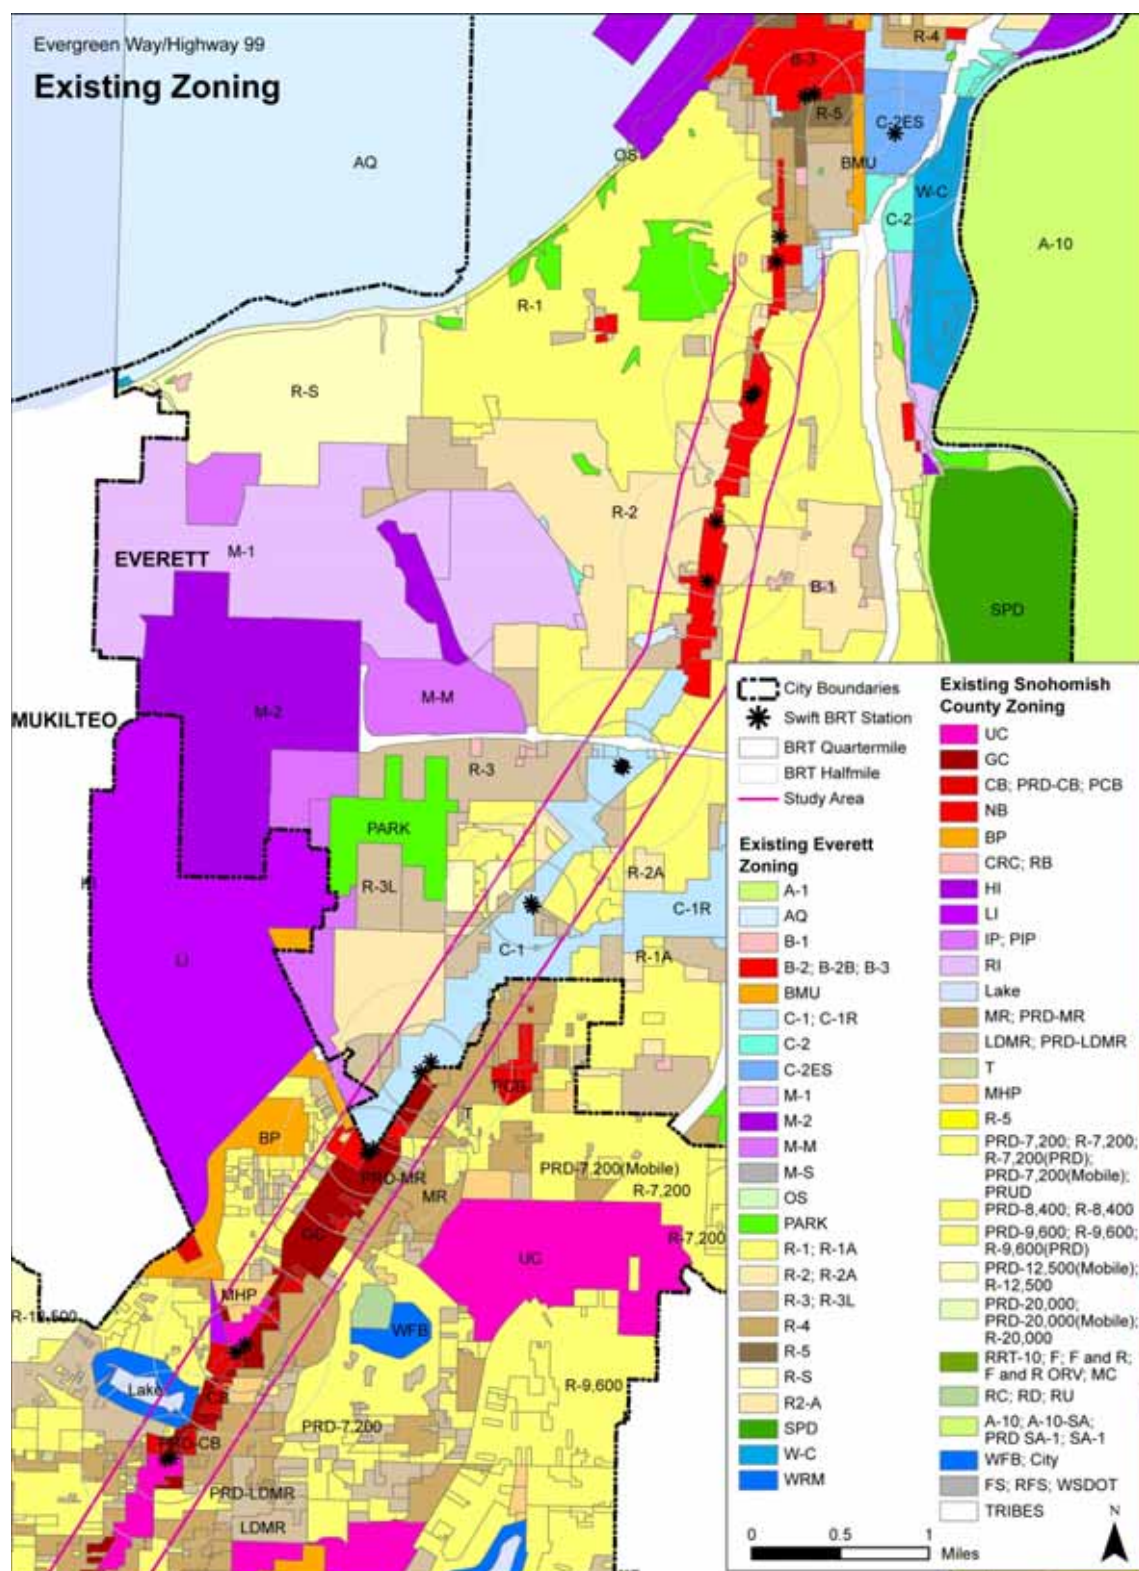 Evergreen Way/Highway 99
Existing Zoning
R-4
B-3
R-5
C-2ES
AQ
OS
BMU
W-C
C-2
A-10
R-1
R-S
R-2
M-1
EVERETT
B-1
SPD
M-M
MUKILTEO
M-2
R-3
PARK
R-2A
R-3L
C-1R
C-1
R-1A
LI
PCB
T
BP
PRD-7,200(Mobile)
PRD-MR
MR
R-7,200
R-7,200
GC
UC
MHP
R-12,500
WFB
Lake
CB
R-9,600
PRD-7,200
PRD-CB
PRD-LDMR
LDMR
City Boundaries
Swift BRT Station
BRT Quartermile
BRT Halfmile
Study Area
Existing Everett
Zoning
A-1
AQ
B-1
B-2; B-2B; B-3
BMU
C-1; C-1R
C-2
C-2ES
M-1
M-2
M-M
M-S
OS
PARK
R-1; R-1A
R-2; R-2A
R-3; R-3L
R-4
R-5
R-S
R2-A
SPD
W-C
WRM
Existing Snohomish
County Zoning
UC
GC
CB; PRD-CB; PCB
NB
BP
CRC; RB
HI
LI
IP; PIP
RI
Lake
MR; PRD-MR
LDMR; PRD-LDMR
T
MHP
R-5
PRD-7,200; R-7,200;
R-7,200(PRD);
PRD-7,200(Mobile);
PRUD
PRD-8,400; R-8,400
PRD-9,600; R-9,600;
R-9,600(PRD)
PRD-12,500(Mobile);
R-12,500
PRD-20,000;
PRD-20,000(Mobile);
R-20,000
RRT-10; F; F and R;
F and R ORV; MC
RC; RD; RU
A-10; A-10-SA;
PRD SA-1; SA-1
WFB; City
FS; RFS; WSDOT
TRIBES
0 0.5 1
Miles
N